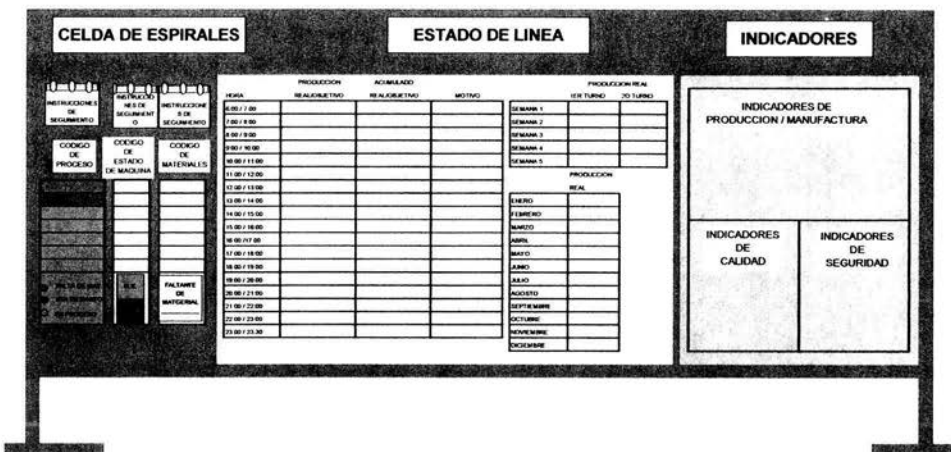 CELDA DE ESPIRALES
ESTADO DE LINEA
INDICADORES
INSTRUCCIONES
DE
SEGUIMIENTO
INSTRUCCIO
NES DE
SEGUIMIENT
O
INSTRUCCIONE
S DE
SEGUIMIENTO
CODIGO
DE
PROCESO
CODIGO
DE
ESTADO
DE MAQUINA
CODIGO
DE
MATERIALES
FALTANTE
DE
MATGERIAL
PRODUCCION ACUMULADO
HORA REAL/OBJETIVO REAL/OBJETIVO MOTIVO
6:00 / 7:00
7:00 / 8:00
8:00 / 9:00
9:00 / 10:00
10:00 / 11:00
11:00 / 12:00
12:00 / 13:00
13:00 / 14:00
14:00 / 15:00
15:00 / 16:00
16:00 /17:00
17:00 / 18:00
18:00 / 19:00
19:00 / 20:00
20:00 / 21:00
21:00 / 22:00
22:00 / 23:00
23:00 / 23:30
PRODUCCION REAL
1ER TURNO 2O TURNO
SEMANA 1
SEMANA 2
SEMANA 3
SEMANA 4
SEMANA 5
PRODUCCION
REAL
ENERO
FEBRERO
MARZO
ABRIL
MAYO
JUNIO
JULIO
AGOSTO
SEPTIEMBRE
OCTUBRE
NOVIEMBRE
DICIEMBRE
INDICADORES DE
PRODUCCION / MANUFACTURA
INDICADORES
DE
CALIDAD
INDICADORES
DE
SEGURIDAD